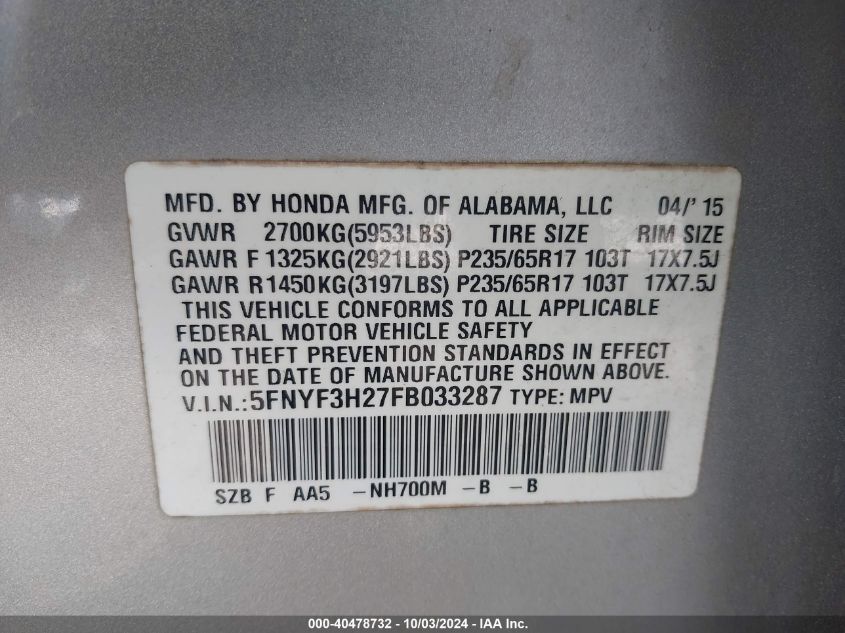 MFD. BY HONDA MFG. OF ALABAMA, LLC 04/' 15
GVWR 2700KG(5953LBS) TIRE SIZE RIM SIZE
GAWR F 1325KG(2921LBS) P235/65R17 103T 17X7.5J
GAWR R1450KG(3197LBS) P235/65R17 103T 17X7.5J
THIS VEHICLE CONFORMS TO ALL APPLICABLE
FEDERAL MOTOR VEHICLE SAFETY
AND THEFT PREVENTION STANDARDS IN EFFECT
ON THE DATE OF MANUFACTURE SHOWN ABOVE.
V.I.N.:5FNYF3H27FB033287 TYPE: MPV
SZB F AA5 -NH700M -B -B
000-40478732 - 10/03/2024 - IAA Inc.